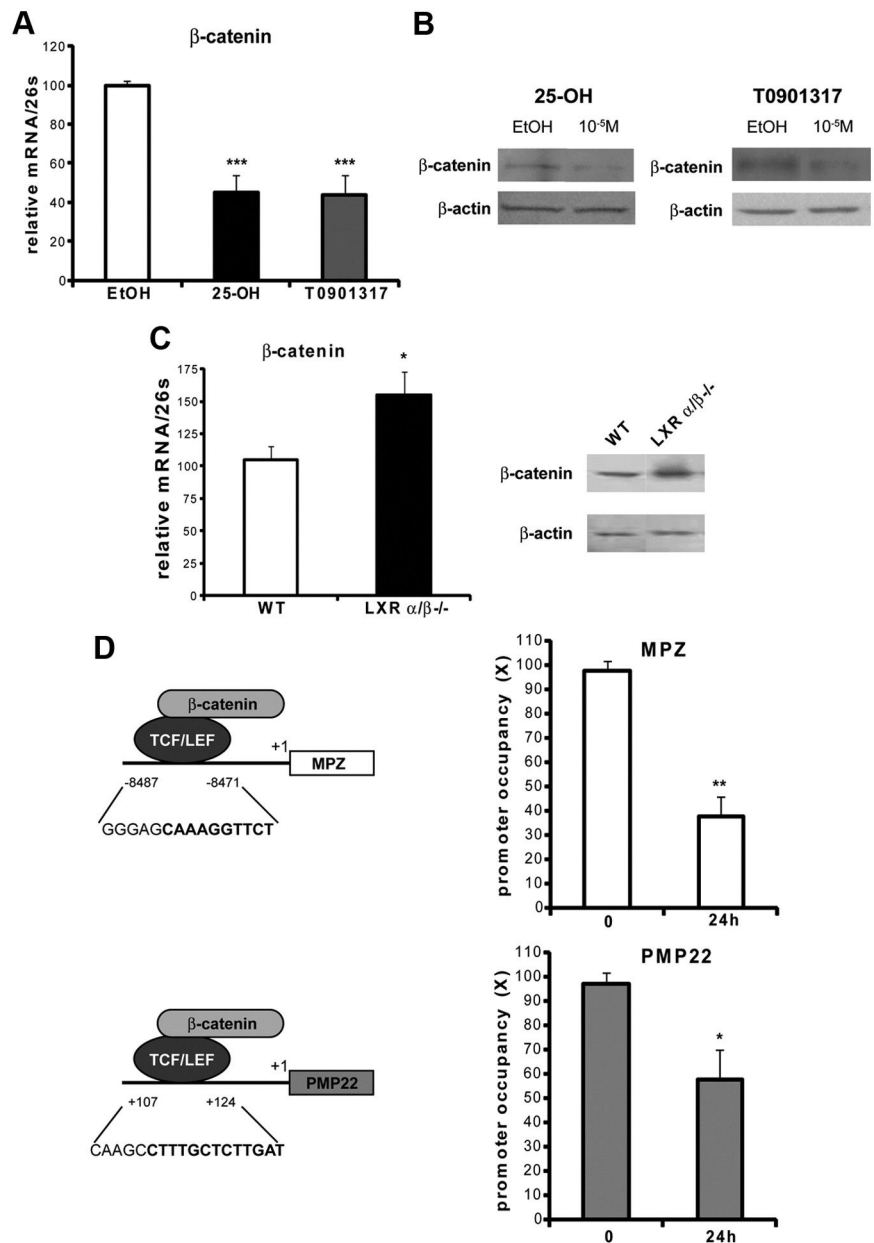 A
β-catenin
relative mRNA/26s
120
100
80
60
40
20
0
***
***
EtOH
25-OH
T0901317
B
25-OH
EtOH
10⁻⁵M
β-catenin
β-actin
T0901317
EtOH
10⁻⁵M
β-catenin
β-actin
C
β-catenin
relative mRNA/26s
175
150
125
100
75
50
25
0
*
WT
LXR α/β-/-
WT
LXR α/β-/-
β-catenin
β-actin
D
β-catenin
TCF/LEF
+1
MPZ
-8487
-8471
GGGAGCAAAGGTTCT
MPZ
promoter occupancy (X)
110
100
90
80
70
60
50
40
30
20
10
0
**
0
24h
β-catenin
TCF/LEF
+1
PMP22
+107
+124
CAAGCCTTTGCTCTTGAT
PMP22
promoter occupancy (X)
110
100
90
80
70
60
50
40
30
20
10
0
*
0
24h